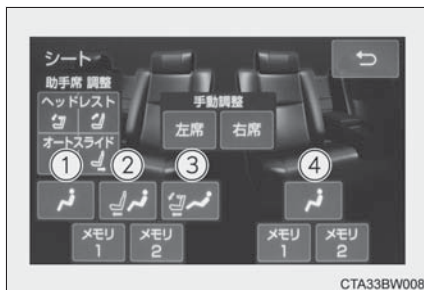 シート
助手席 調整
ヘッドレスト
オートスライド
手動調整
左席 右席
① ② ③ ④
メモリ 1 メモリ 2 メモリ 1 メモリ 2
CTA33BW008